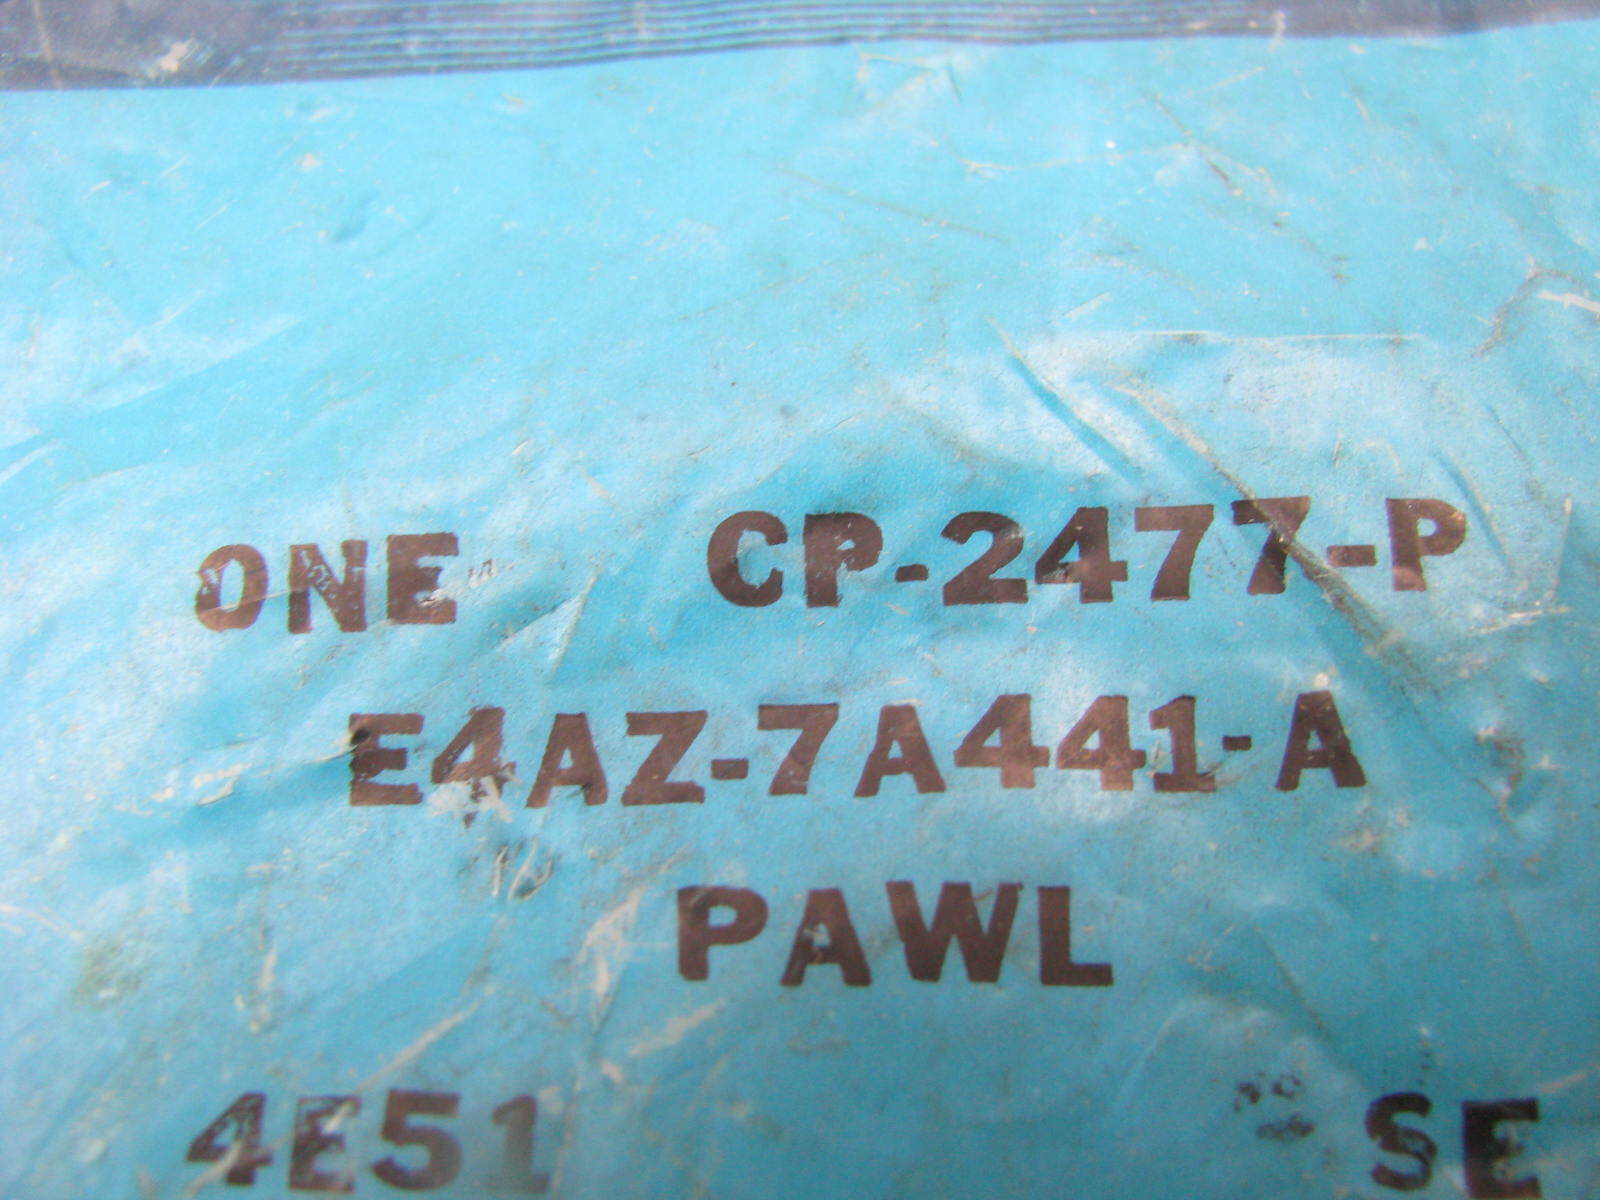 ONE CP-2477-P
E4AZ-7A441-A
PAWL
4E51 SE